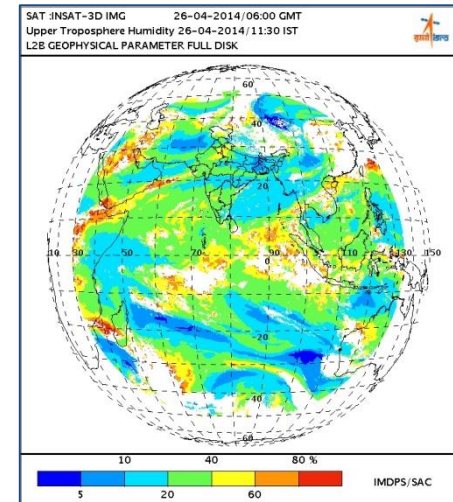 SAT :INSAT-3D IMG 26-04-2014/06:00 GMT
Upper Troposphere Humidity 26-04-2014/11:30 IST
L2B GEOPHYSICAL PARAMETER FULL DISK
इसरो isro
60
40
20
10 30 50 70 90 110 130 150
0
-20
-40
-60
10 40 80 %
5 20 60
IMDPS/SAC